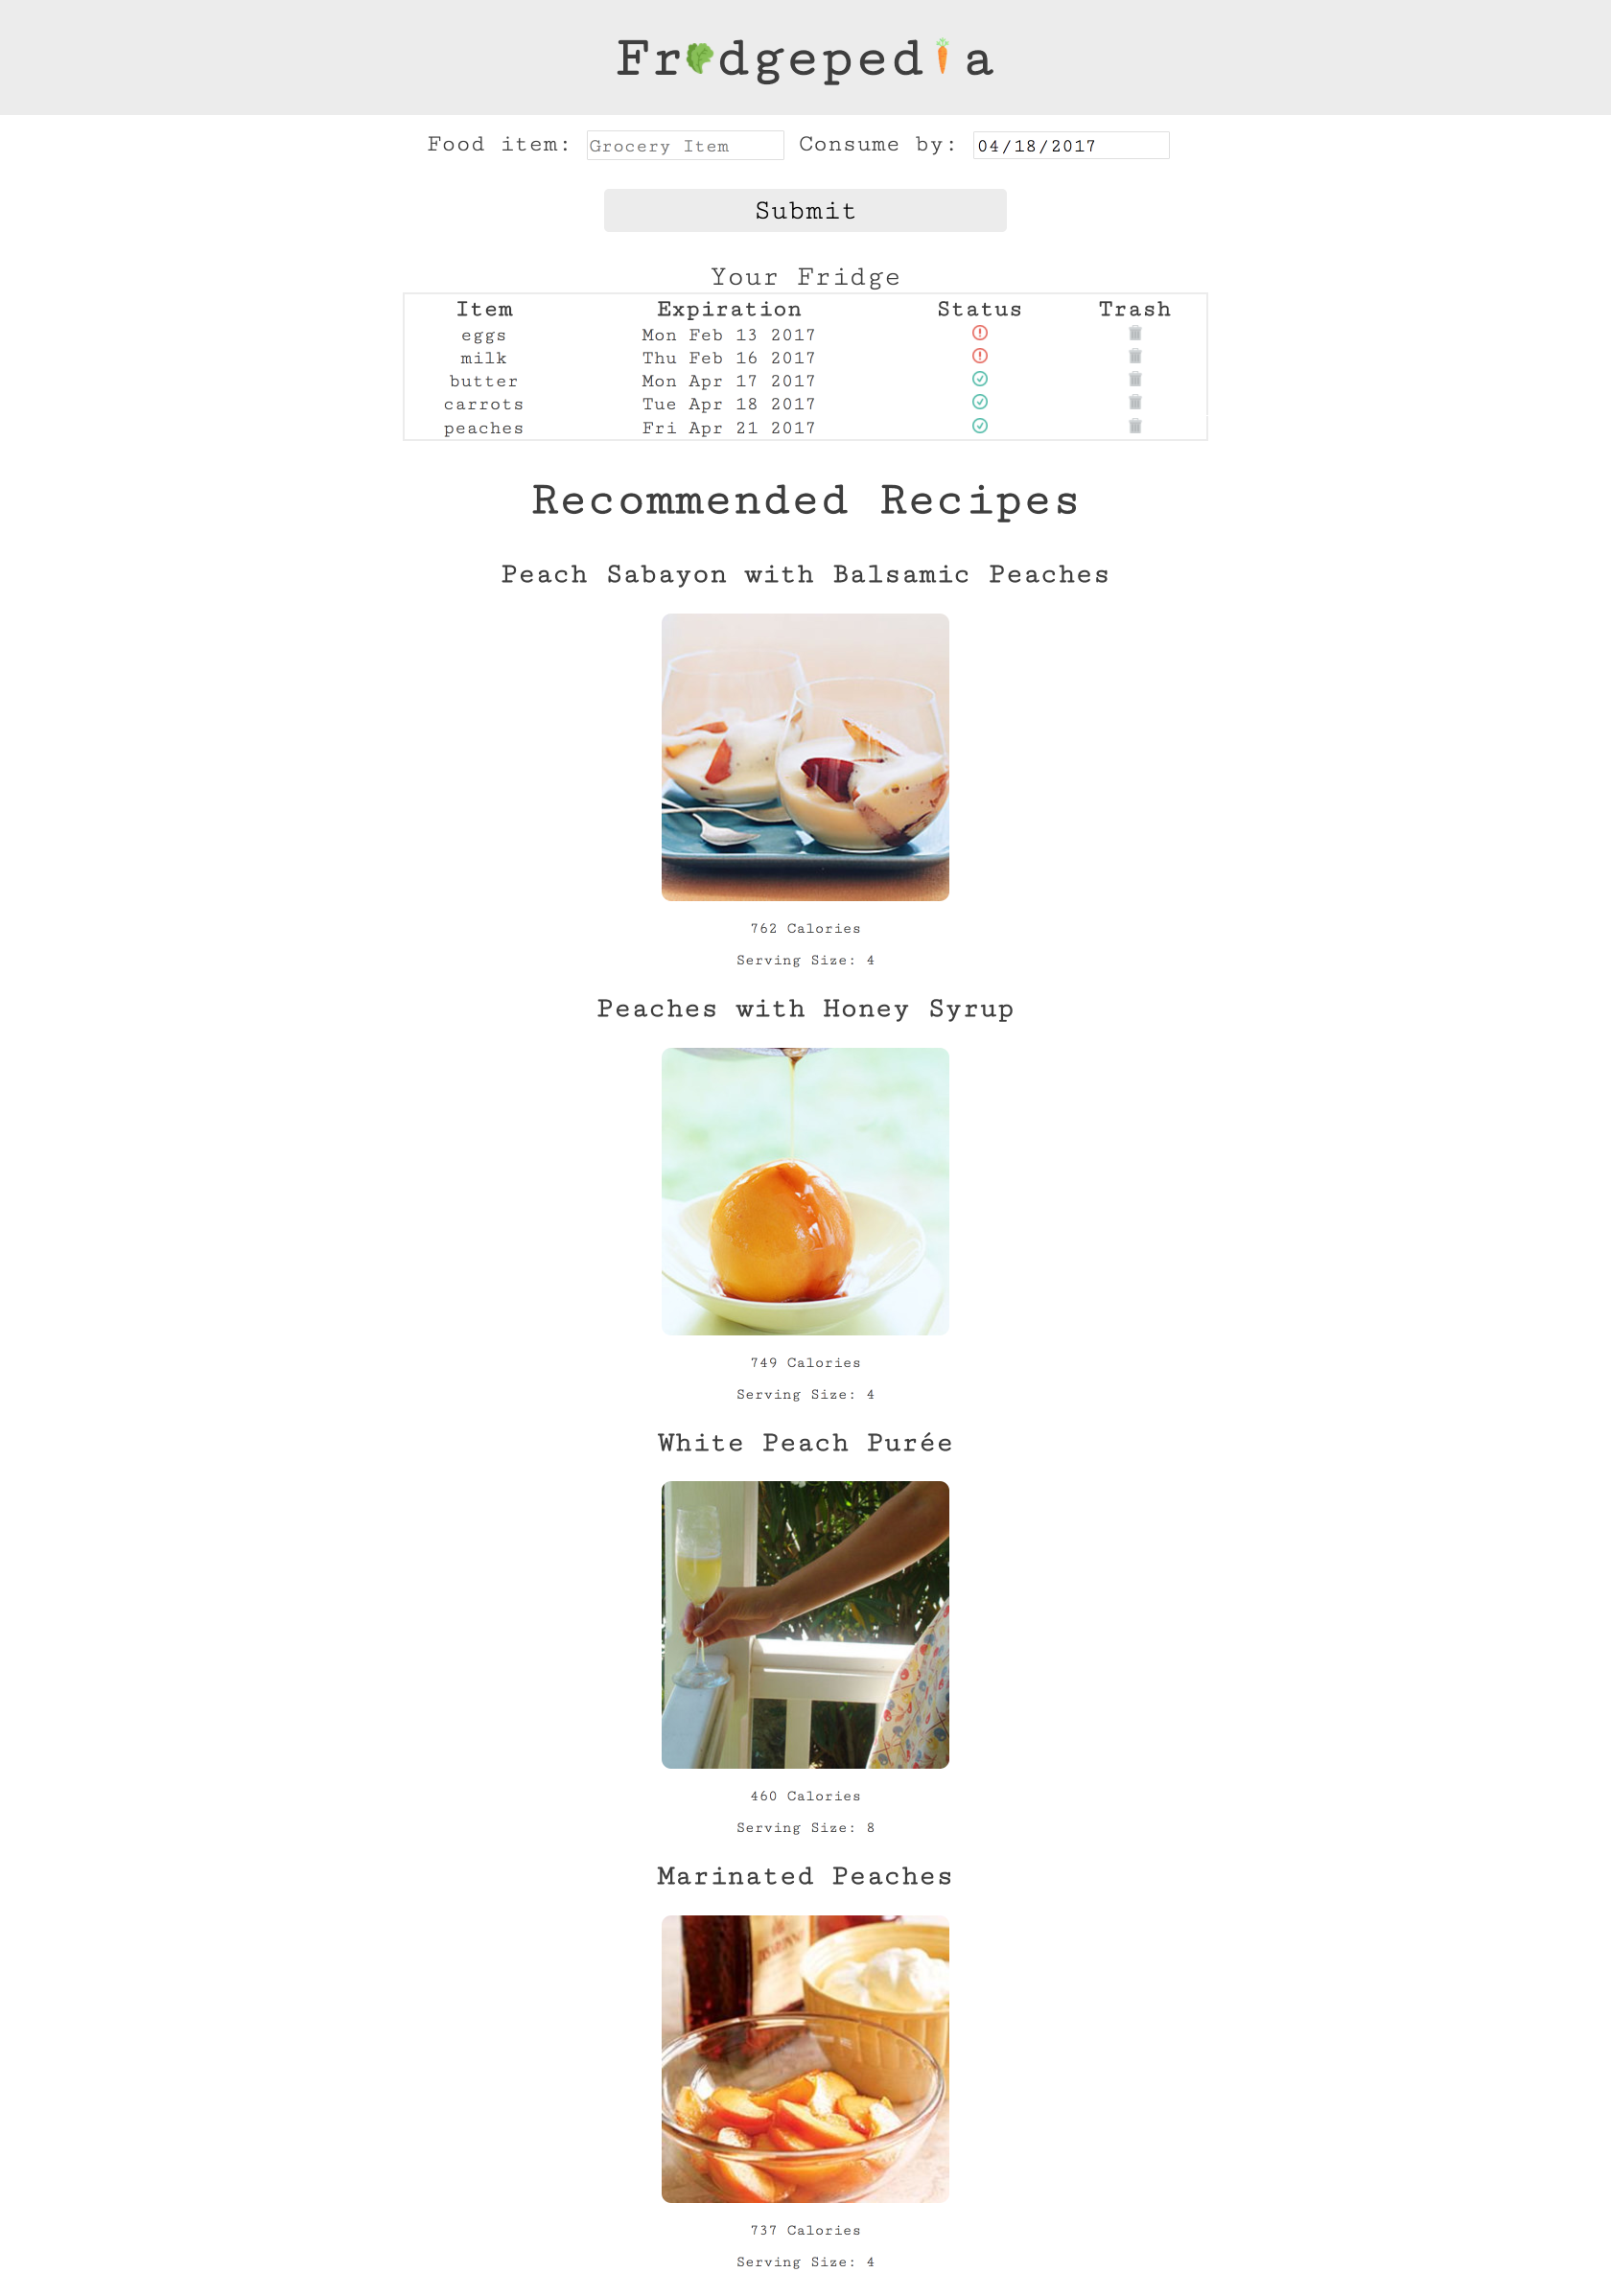 Fr dgeped a
Food item: Grocery Item Consume by: 04/18/2017
Submit
Your Fridge
Item Expiration Status Trash
eggs Mon Feb 13 2017
milk Thu Feb 16 2017
butter Mon Apr 17 2017
carrots Tue Apr 18 2017
peaches Fri Apr 21 2017
Recommended Recipes
Peach Sabayon with Balsamic Peaches
762 Calories
Serving Size: 4
Peaches with Honey Syrup
749 Calories
Serving Size: 4
White Peach Purée
460 Calories
Serving Size: 8
Marinated Peaches
737 Calories
Serving Size: 4